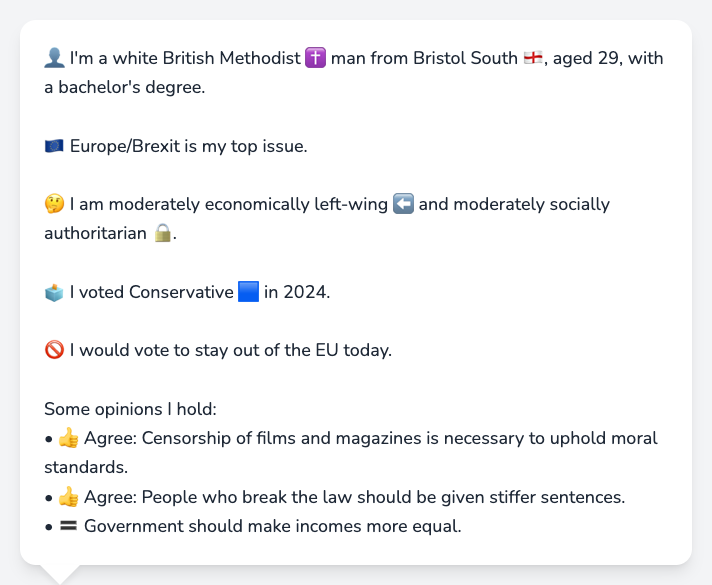 👤 I'm a white British Methodist ✝️ man from Bristol South 🏴󠁧󠁢󠁥󠁮󠁧󠁿, aged 29, with
a bachelor's degree.
🇪🇺 Europe/Brexit is my top issue.
🤔 I am moderately economically left-wing ⬅️ and moderately socially
authoritarian 🔒.
🗳️ I voted Conservative 🟦 in 2024.
🚫 I would vote to stay out of the EU today.
Some opinions I hold:
• 👍 Agree: Censorship of films and magazines is necessary to uphold moral
standards.
• 👍 Agree: People who break the law should be given stiffer sentences.
• 🟰 Government should make incomes more equal.